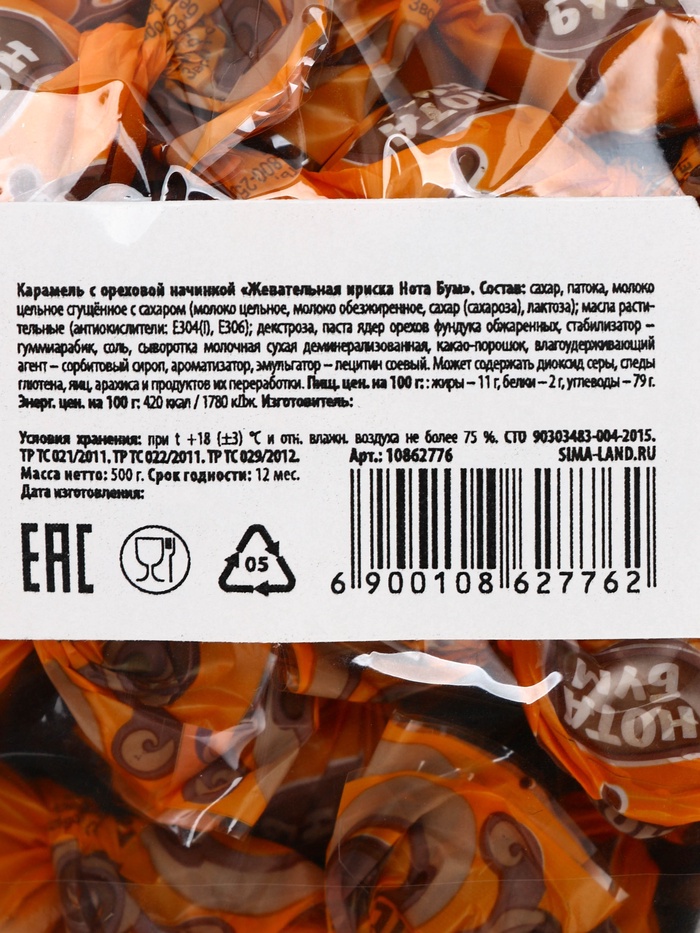 БУМ
НОТА
Карамель с ореховой начинкой «Жевательная ириска Нота Бум». Состав: сахар, патока, молоко
цельное сгущённое с сахаром (молоко цельное, молоко обезжиренное, сахар (сахароза), лактоза); масла расти-
тельные (антиокислители: Е304(i), Е306); декстроза, паста ядер орехов фундука обжаренных, стабилизатор –
гуммиарабик, соль, сыворотка молочная сухая деминерализованная, какао-порошок, влагоудерживающий
агент – сорбитовый сироп, ароматизатор, эмульгатор – лецитин соевый. Может содержать диоксид серы, следы
глютена, яиц, арахиса и продуктов их переработки. Пищ. цен. на 100 г: : жиры – 11 г, белки – 2 г, углеводы – 79 г.
Энерг. цен. на 100 г: 420 ккал / 1780 кДж. Изготовитель:
Условия хранения: при t +18 (±3) °С и отн. влажн. воздуха не более 75 %. СТО 90303483-004-2015.
ТР ТС 021/2011. ТР ТС 022/2011. ТР ТС 029/2012.
Арт.: 10862776
SIMA-LAND.RU
Масса нетто: 500 г. Срок годности: 12 мес.
Дата изготовления:
EAC
05
6 900108 627762
НОТА
БУМ